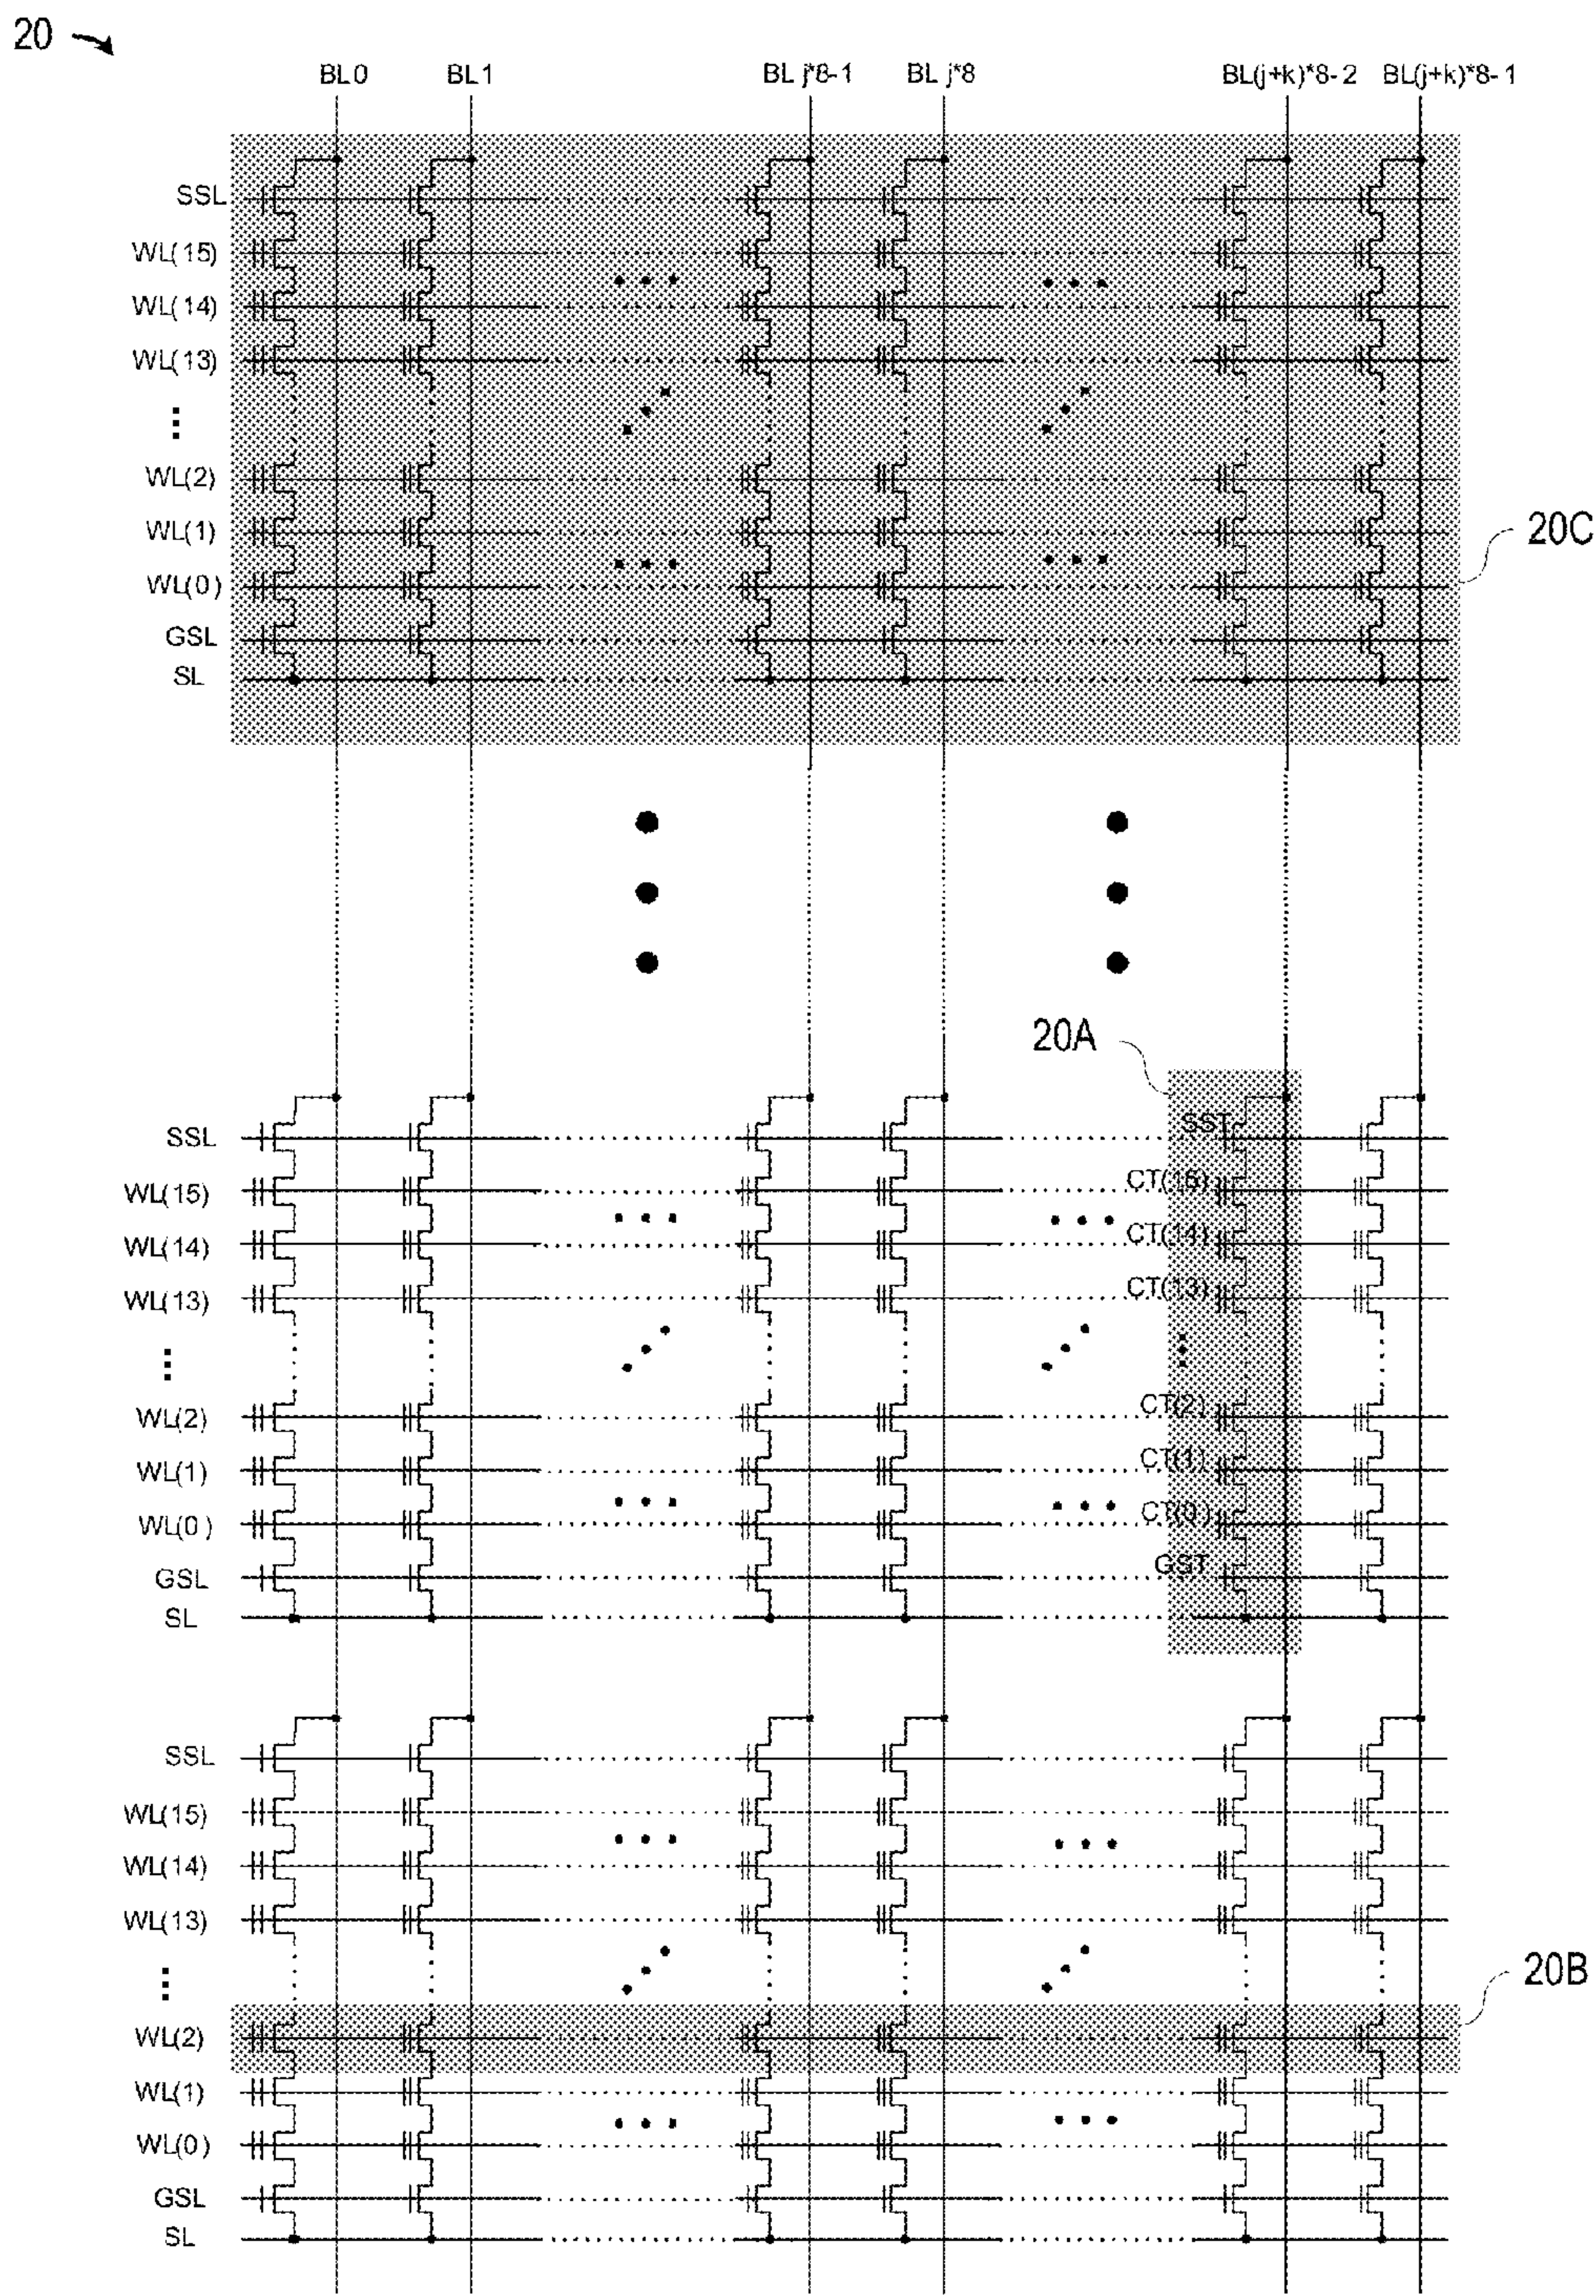 20
BL0 BL1 BL j*8-1 BL j*8 BL(j+k)*8-2 BL(j+k)*8-1
SSL
WL(15)
WL(14)
WL(13)
WL(2)
WL(1)
20C
WL(0)
GSL
SL
20A
SSL SST
WL(15) CT(15)
WL(14) CT(14)
WL(13) CT(13)
WL(2) CT(2)
WL(1) CT(1)
WL(0) CT(0)
GSL GST
SL
SSL
WL(15)
WL(14)
WL(13)
20B
WL(2)
WL(1)
WL(0)
GSL
SL